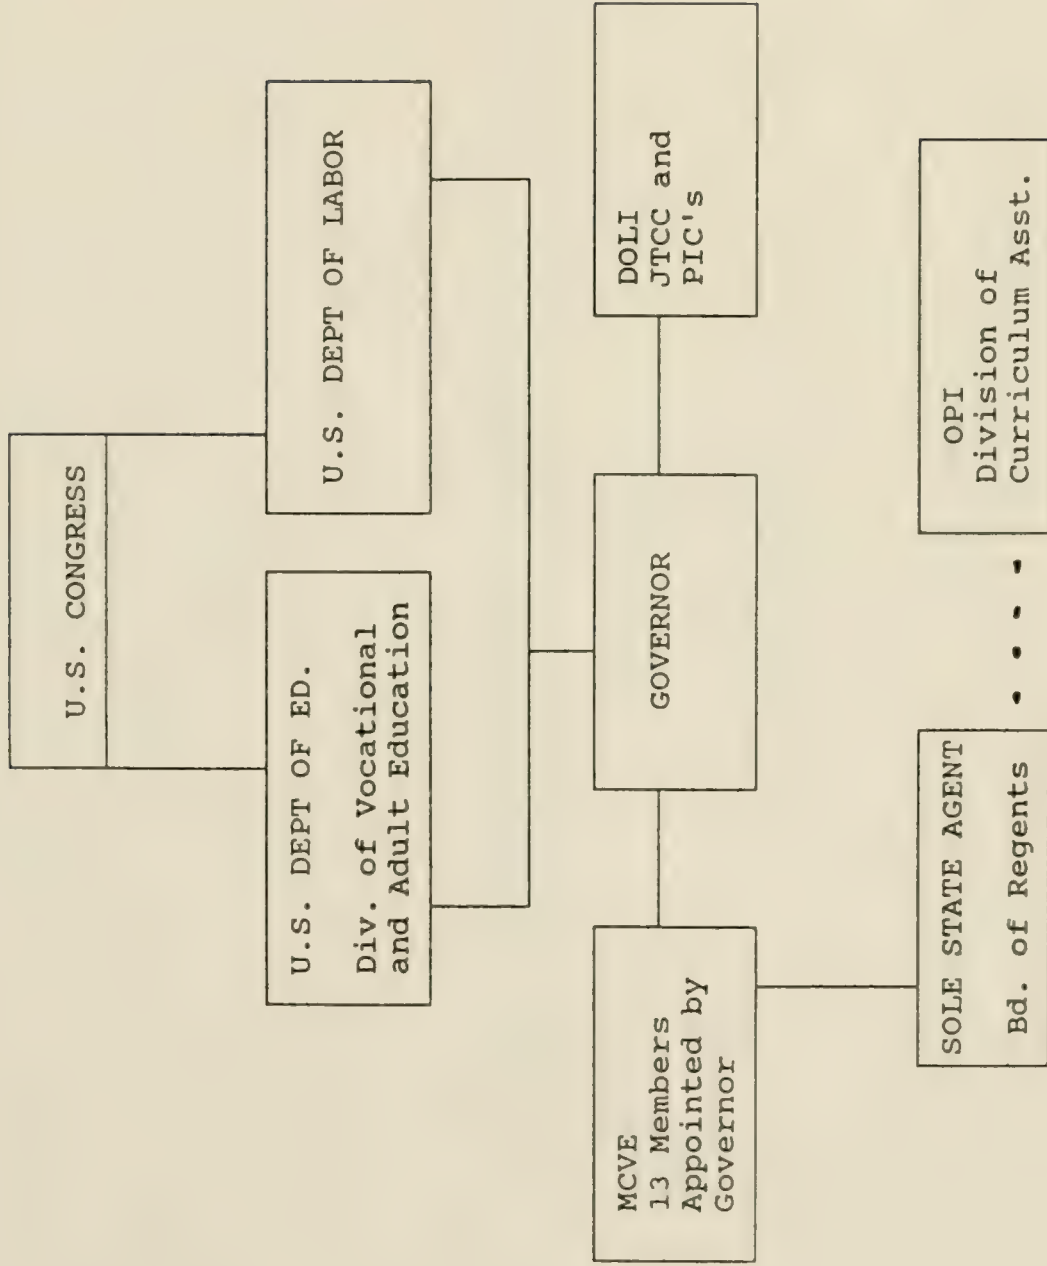 U.S. CONGRESS
U.S. DEPT OF ED.
Div. of Vocational
and Adult Education
U.S. DEPT OF LABOR
MCVE
13 Members
Appointed by
Governor
GOVERNOR
DOLI
JTCC and
PIC's
SOLE STATE AGENT
Bd. of Regents
OPI
Division of
Curriculum Asst.